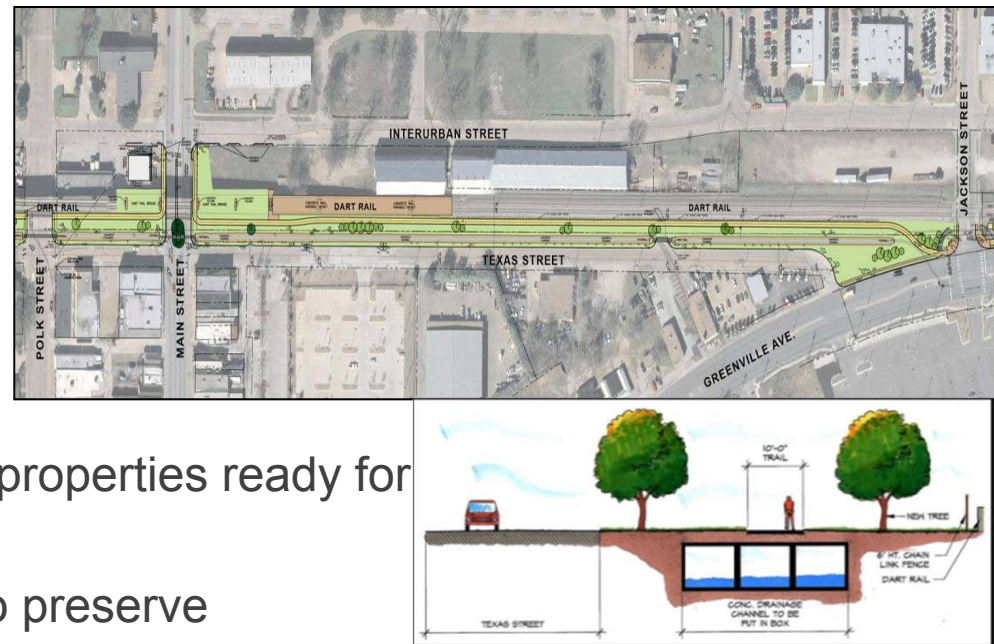 INTERURBAN STREET
JACKSON STREET
DART RAIL
DART RAIL
DART RAIL
TEXAS STREET
POLK STREET
MAIN STREET
GREENVILLE AVE.
properties ready for
o preserve
10'-0"
TRAIL
NEW TREE
6' HT. CHAIN
LINK FENCE
DART RAIL
CONC. DRAINAGE
CHANNEL TO BE
PUT IN BOX
TEXAS STREET